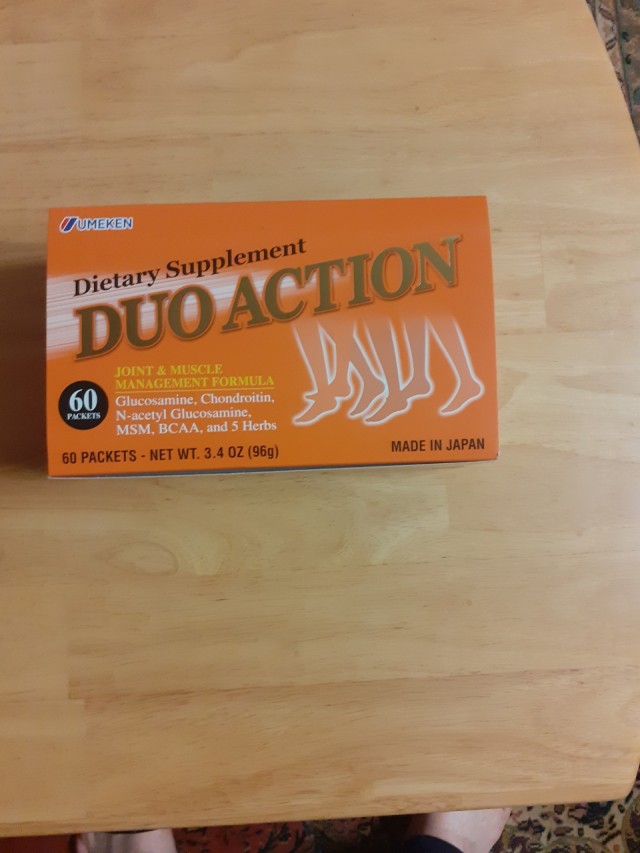 UMEKEN
Dietary Supplement
DUO ACTION
JOINT & MUSCLE
MANAGEMENT FORMULA
60
PACKETS
Glucosamine, Chondroitin,
N-acetyl Glucosamine,
MSM, BCAA, and 5 Herbs
60 PACKETS - NET WT. 3.4 OZ (96g)
MADE IN JAPAN